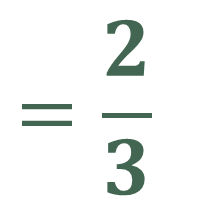 = 2/3